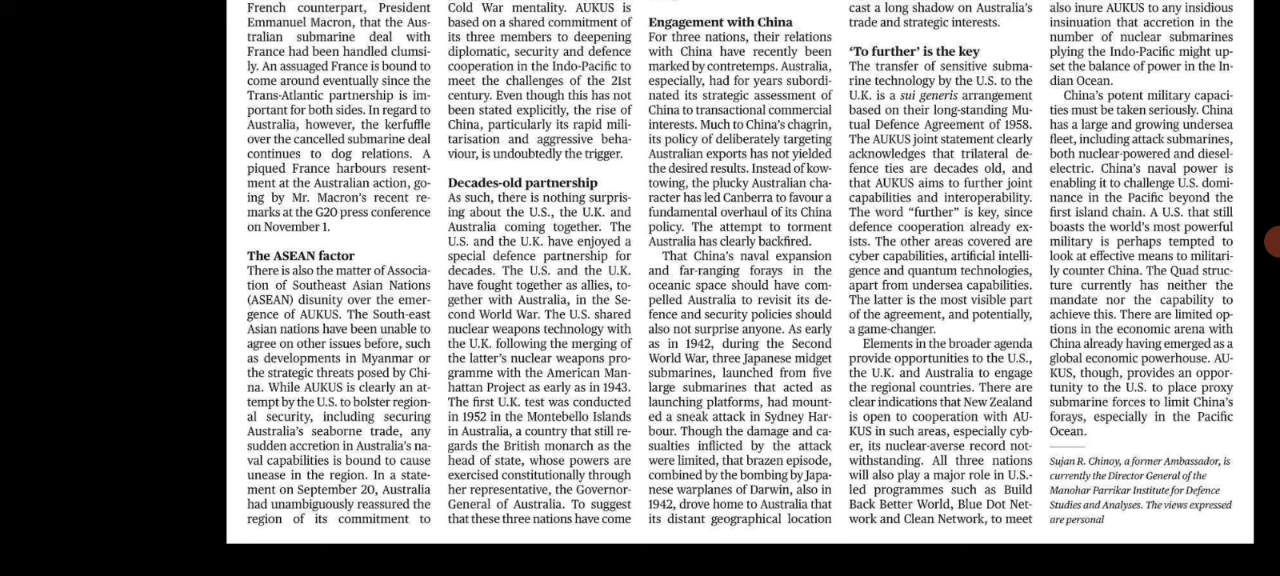 French counterpart, President
Emmanuel Macron, that the Aus-
tralian submarine deal with
France had been handled clumsi-
ly. An assuaged France is bound to
come around eventually since the
Trans-Atlantic partnership is im-
portant for both sides. In regard to
Australia, however, the kerfuffle
over the cancelled submarine deal
continues to dog relations. A
piqued France harbours resent-
ment at the Australian action, go-
ing by Mr. Macron's recent re-
marks at the G20 press conference
on November 1.
The ASEAN factor
There is also the matter of Associa-
tion of Southeast Asian Nations
(ASEAN) disunity over the emer-
gence of AUKUS. The South-east
Asian nations have been unable to
agree on other issues before, such
as developments in Myanmar or
the strategic threats posed by Chi-
na. While AUKUS is clearly an at-
tempt by the U.S. to bolster region-
al security, including securing
Australia's seaborne trade, any
sudden accretion in Australia's na-
val capabilities is bound to cause
unease in the region. In a state-
ment on September 20, Australia
had unambiguously reassured the
region of its commitment to
Cold War mentality. AUKUS is
based on a shared commitment of
its three members to deepening
diplomatic, security and defence
cooperation in the Indo-Pacific to
meet the challenges of the 21st
century. Even though this has not
been stated explicitly, the rise of
China, particularly its rapid mili-
tarisation and aggressive beha-
viour, is undoubtedly the trigger.
Decades-old partnership
As such, there is nothing surpris-
ing about the U.S., the U.K. and
Australia coming together. The
U.S. and the U.K. have enjoyed a
special defence partnership for
decades. The U.S. and the U.K.
have fought together as allies, to-
gether with Australia, in the Se-
cond World War. The U.S. shared
nuclear weapons technology with
the U.K. following the merging of
the latter's nuclear weapons pro-
gramme with the American Man-
hattan Project as early as in 1943.
The first U.K. test was conducted
in 1952 in the Montebello Islands
in Australia, a country that still re-
gards the British monarch as the
head of state, whose powers are
exercised constitutionally through
her representative, the Governor-
General of Australia. To suggest
that these three nations have come
Engagement with China
For three nations, their relations
with China have recently been
marked by contretemps. Australia,
especially, had for years subordi-
nated its strategic assessment of
China to transactional commercial
interests. Much to China's chagrin,
its policy of deliberately targeting
Australian exports has not yielded
the desired results. Instead of kow-
towing, the plucky Australian cha-
racter has led Canberra to favour a
fundamental overhaul of its China
policy. The attempt to torment
Australia has clearly backfired.
That China's naval expansion
and far-ranging forays in the
oceanic space should have com-
pelled Australia to revisit its de-
fence and security policies should
also not surprise anyone. As early
as in 1942, during the Second
World War, three Japanese midget
submarines, launched from five
large submarines that acted as
launching platforms, had mount-
ed a sneak attack in Sydney Har-
bour. Though the damage and ca-
sualties inflicted by the attack
were limited, that brazen episode,
combined by the bombing by Japa-
nese warplanes of Darwin, also in
1942, drove home to Australia that
its distant geographical location
cast a long shadow on Australia's
trade and strategic interests.
'To further' is the key
The transfer of sensitive subma-
rine technology by the U.S. to the
U.K. is a sui generis arrangement
based on their long-standing Mu-
tual Defence Agreement of 1958.
The AUKUS joint statement clearly
acknowledges that trilateral de-
fence ties are decades old, and
that AUKUS aims to further joint
capabilities and interoperability.
The word "further" is key, since
defence cooperation already ex-
ists. The other areas covered are
cyber capabilities, artificial intelli-
gence and quantum technologies,
apart from undersea capabilities.
The latter is the most visible part
of the agreement, and potentially,
a game-changer.
Elements in the broader agenda
provide opportunities to the U.S.,
the U.K. and Australia to engage
the regional countries. There are
clear indications that New Zealand
is open to cooperation with AU-
KUS in such areas, especially cyb-
er, its nuclear-averse record not-
withstanding. All three nations
will also play a major role in U.S.-
led programmes such as Build
Back Better World, Blue Dot Net-
work and Clean Network, to meet
also inure AUKUS to any insidious
insinuation that accretion in the
number of nuclear submarines
plying the Indo-Pacific might up-
set the balance of power in the In-
dian Ocean.
China's potent military capaci-
ties must be taken seriously. China
has a large and growing undersea
fleet, including attack submarines,
both nuclear-powered and diesel-
electric. China's naval power is
enabling it to challenge U.S. domi-
nance in the Pacific beyond the
first island chain. A U.S. that still
boasts the world's most powerful
military is perhaps tempted to
look at effective means to militari-
ly counter China. The Quad struc-
ture currently has neither the
mandate nor the capability to
achieve this. There are limited op-
tions in the economic arena with
China already having emerged as a
global economic powerhouse. AU-
KUS, though, provides an oppor-
tunity to the U.S. to place proxy
submarine forces to limit China's
forays, especially in the Pacific
Ocean.
Sujan R. Chinoy, a former Ambassador, is
currently the Director General of the
Manohar Parrikar Institute for Defence
Studies and Analyses. The views expressed
are personal